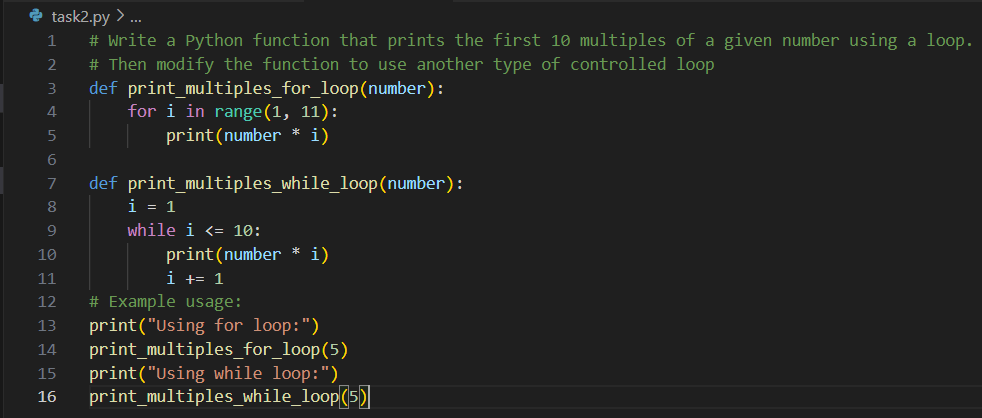 task2.py > ...
1 # Write a Python function that prints the first 10 multiples of a given number using a loop.
2 # Then modify the function to use another type of controlled loop
3 def print_multiples_for_loop(number):
4     for i in range(1, 11):
5         print(number * i)
6
7 def print_multiples_while_loop(number):
8     i = 1
9     while i <= 10:
10         print(number * i)
11         i += 1
12 # Example usage:
13 print("Using for loop:")
14 print_multiples_for_loop(5)
15 print("Using while loop:")
16 print_multiples_while_loop(5)